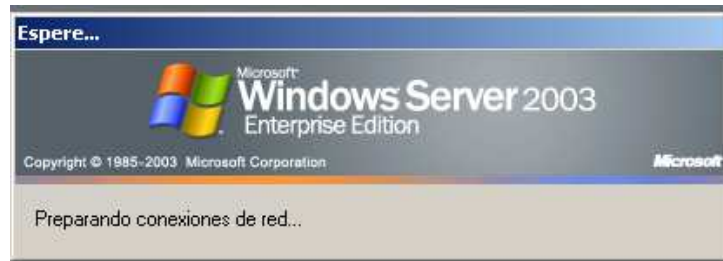 Espere...
Microsoft
Windows Server 2003
Enterprise Edition
Copyright © 1985-2003 Microsoft Corporation
Microsoft
Preparando conexiones de red...